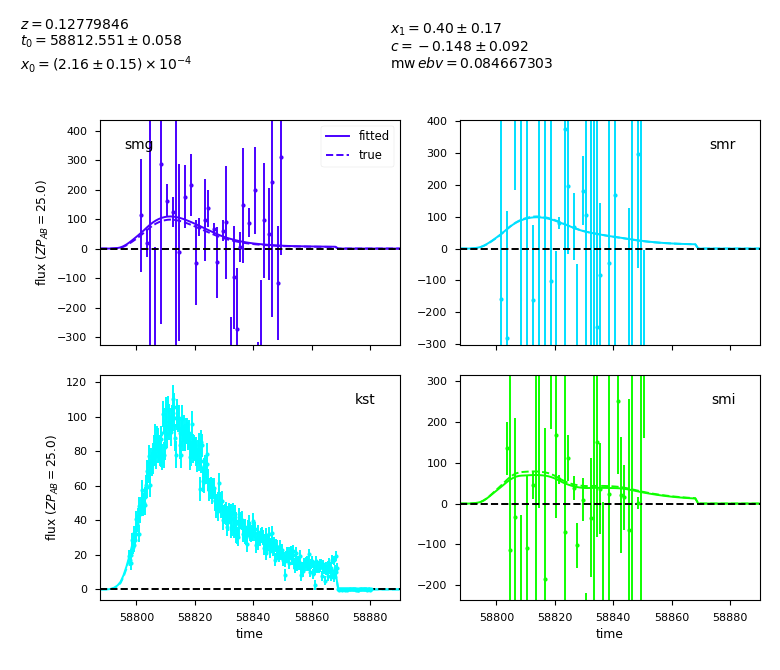 z = 0.12779846
t₀ = 58812.551 ± 0.058
x₀ = (2.16 ± 0.15) × 10⁻⁴
x₁ = 0.40 ± 0.17
c = −0.148 ± 0.092
mwebv = 0.084667303
smg
fitted
true
400
300
200
100
0
−100
−200
−300
flux (ZP_AB = 25.0)
smr
400
300
200
100
0
−100
−200
−300
kst
120
100
80
60
40
20
0
flux (ZP_AB = 25.0)
58800 58820 58840 58860 58880
time
smi
300
200
100
0
−100
−200
58800 58820 58840 58860 58880
time